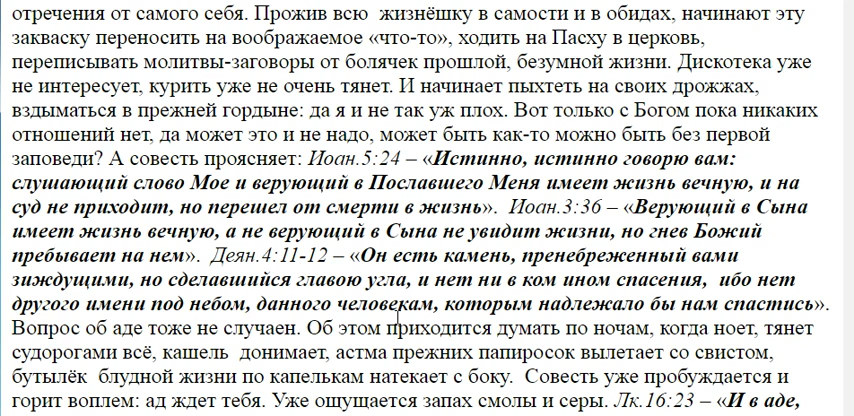 отречения от самого себя. Прожив всю  жизнёшку в самости и в обидах, начинают эту
закваску переносить на воображаемое «что-то», ходить на Пасху в церковь,
переписывать молитвы-заговоры от болячек прошлой, безумной жизни. Дискотека уже
не интересует, курить уже не очень тянет. И начинает пыхтеть на своих дрожжах,
вздыматься в прежней гордыне: да я и не так уж плох. Вот только с Богом пока никаких
отношений нет, да может это и не надо, может быть как-то можно быть без первой
заповеди? А совесть проясняет: Иоан.5:24 – «Истинно, истинно говорю вам:
слушающий слово Мое и верующий в Пославшего Меня имеет жизнь вечную, и на
суд не приходит, но перешел от смерти в жизнь».  Иоан.3:36 – «Верующий в Сына
имеет жизнь вечную, а не верующий в Сына не увидит жизни, но гнев Божий
пребывает на нем».  Деян.4:11-12 – «Он есть камень, пренебреженный вами
зиждущими, но сделавшийся главою угла, и нет ни в ком ином спасения,  ибо нет
другого имени под небом, данного человекам, которым надлежало бы нам спастись».
Вопрос об аде тоже не случаен. Об этом приходится думать по ночам, когда ноет, тянет
судорогами всё, кашель  донимает, астма прежних папиросок вылетает со свистом,
бутылёк  блудной жизни по капелькам натекает с боку.  Совесть уже пробуждается и
горит воплем: ад ждет тебя. Уже ощущается запах смолы и серы. Лк.16:23 – «И в аде,